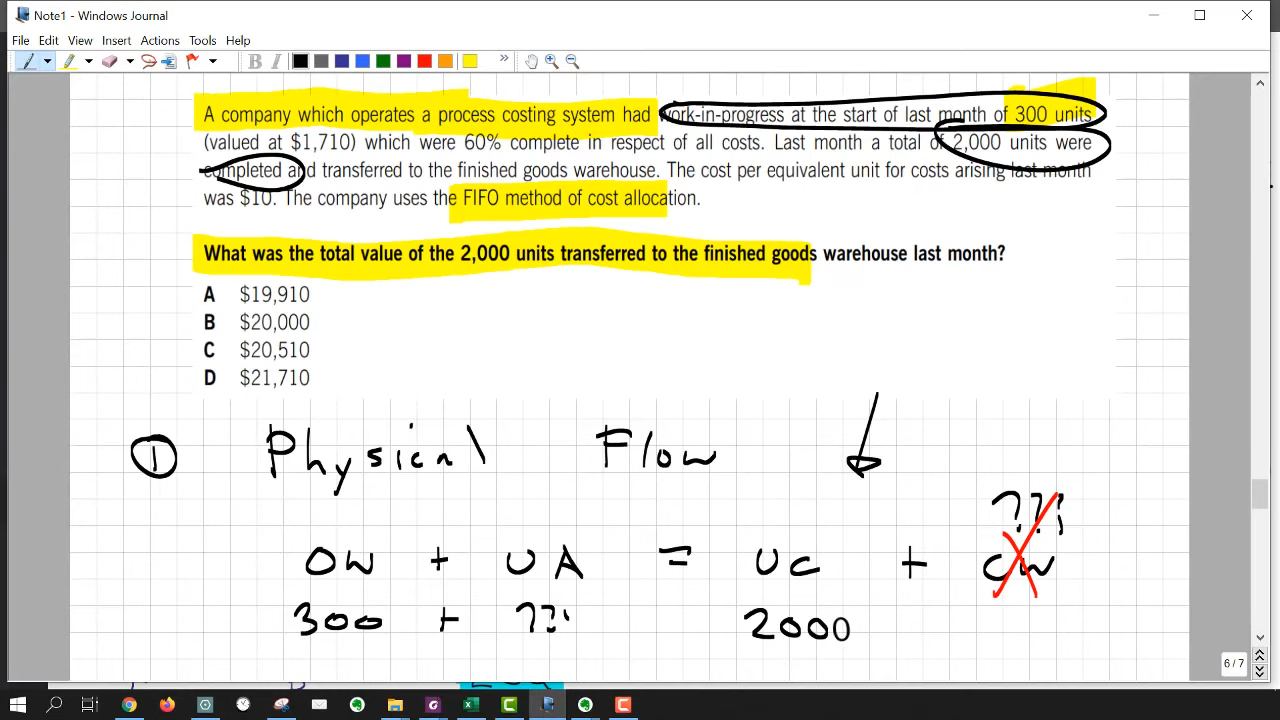 Note1 - Windows Journal
File Edit View Insert Actions Tools Help
B I »
A company which operates a process costing system had work-in-progress at the start of last month of 300 units
(valued at $1,710) which were 60% complete in respect of all costs. Last month a total of 2,000 units were
completed and transferred to the finished goods warehouse. The cost per equivalent unit for costs arising last month
was $10. The company uses the FIFO method of cost allocation.
What was the total value of the 2,000 units transferred to the finished goods warehouse last month?
A $19,910
B $20,000
C $20,510
D $21,710
1 Physical Flow
???
OW + UA = UC + CW
300 + ??? 2000
6 / 7